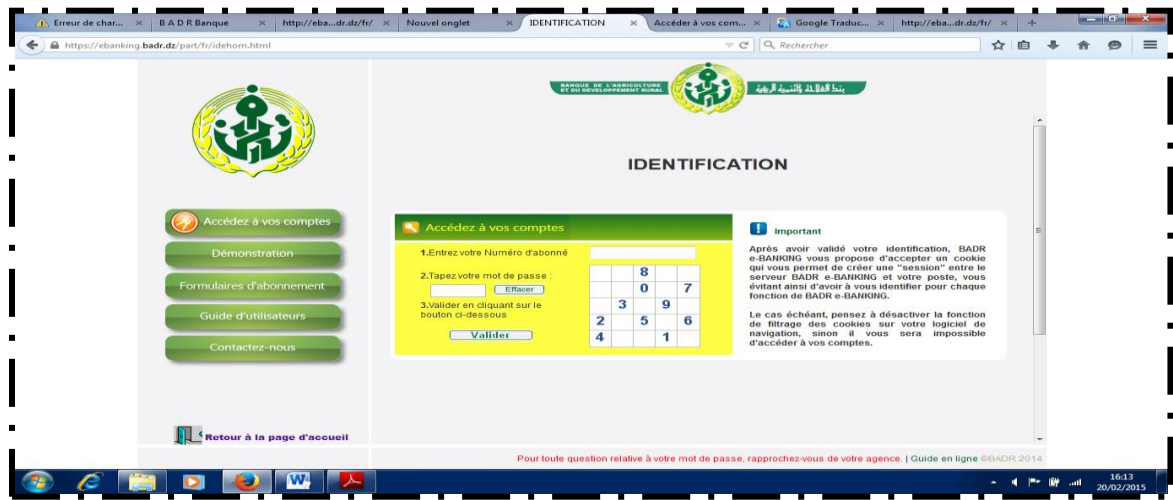 Erreur de char...
B A D R Banque
http://eba...dr.dz/fr/
Nouvel onglet
IDENTIFICATION
Accéder à vos com...
Google Traduc...
http://eba...dr.dz/fr/
https://ebanking.badr.dz/part/fr/idehom.html
Rechercher
BANQUE DE L'AGRICULTURE
ET DU DEVELOPPEMENT RURAL
بنك الفلاحة والتنمية الريفية
IDENTIFICATION
Accédez à vos comptes
Démonstration
Formulaires d'abonnement
Guide d'utilisateurs
Contactez-nous
Retour à la page d'accueil
Accédez à vos comptes
1.Entrez votre Numéro d'abonné
2.Tapez votre mot de passe :
Effacer
3.Valider en cliquant sur le
bouton ci-dessous
Valider
8
0 7
3 9
2 5 6
4 1
Important
Après avoir validé votre identification, BADR
e-BANKING vous propose d'accepter un cookie
qui vous permet de créer une "session" entre le
serveur BADR e-BANKING et votre poste, vous
évitant ainsi d'avoir à vous identifier pour chaque
fonction de BADR e-BANKING.
Le cas échéant, pensez à désactiver la fonction
de filtrage des cookies sur votre logiciel de
navigation, sinon il vous sera impossible
d'accéder à vos comptes.
Pour toute question relative à votre mot de passe, rapprochez-vous de votre agence. | Guide en ligne ©BADR 2014
16:13
20/02/2015